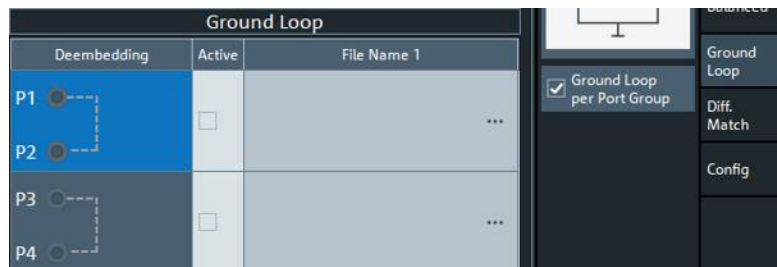 Ground Loop
Deembedding
Active
File Name 1
P1
...
P2
P3
...
P4
Ground Loop
per Port Group
Balanced
Ground
Loop
Diff.
Match
Config